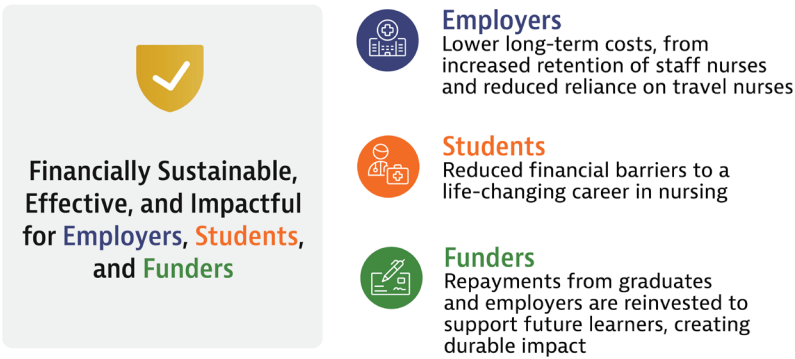 Financially Sustainable,
Effective, and Impactful
for Employers, Students,
and Funders
Employers
Lower long-term costs, from
increased retention of staff nurses
and reduced reliance on travel nurses
Students
Reduced financial barriers to a
life-changing career in nursing
Funders
Repayments from graduates
and employers are reinvested to
support future learners, creating
durable impact